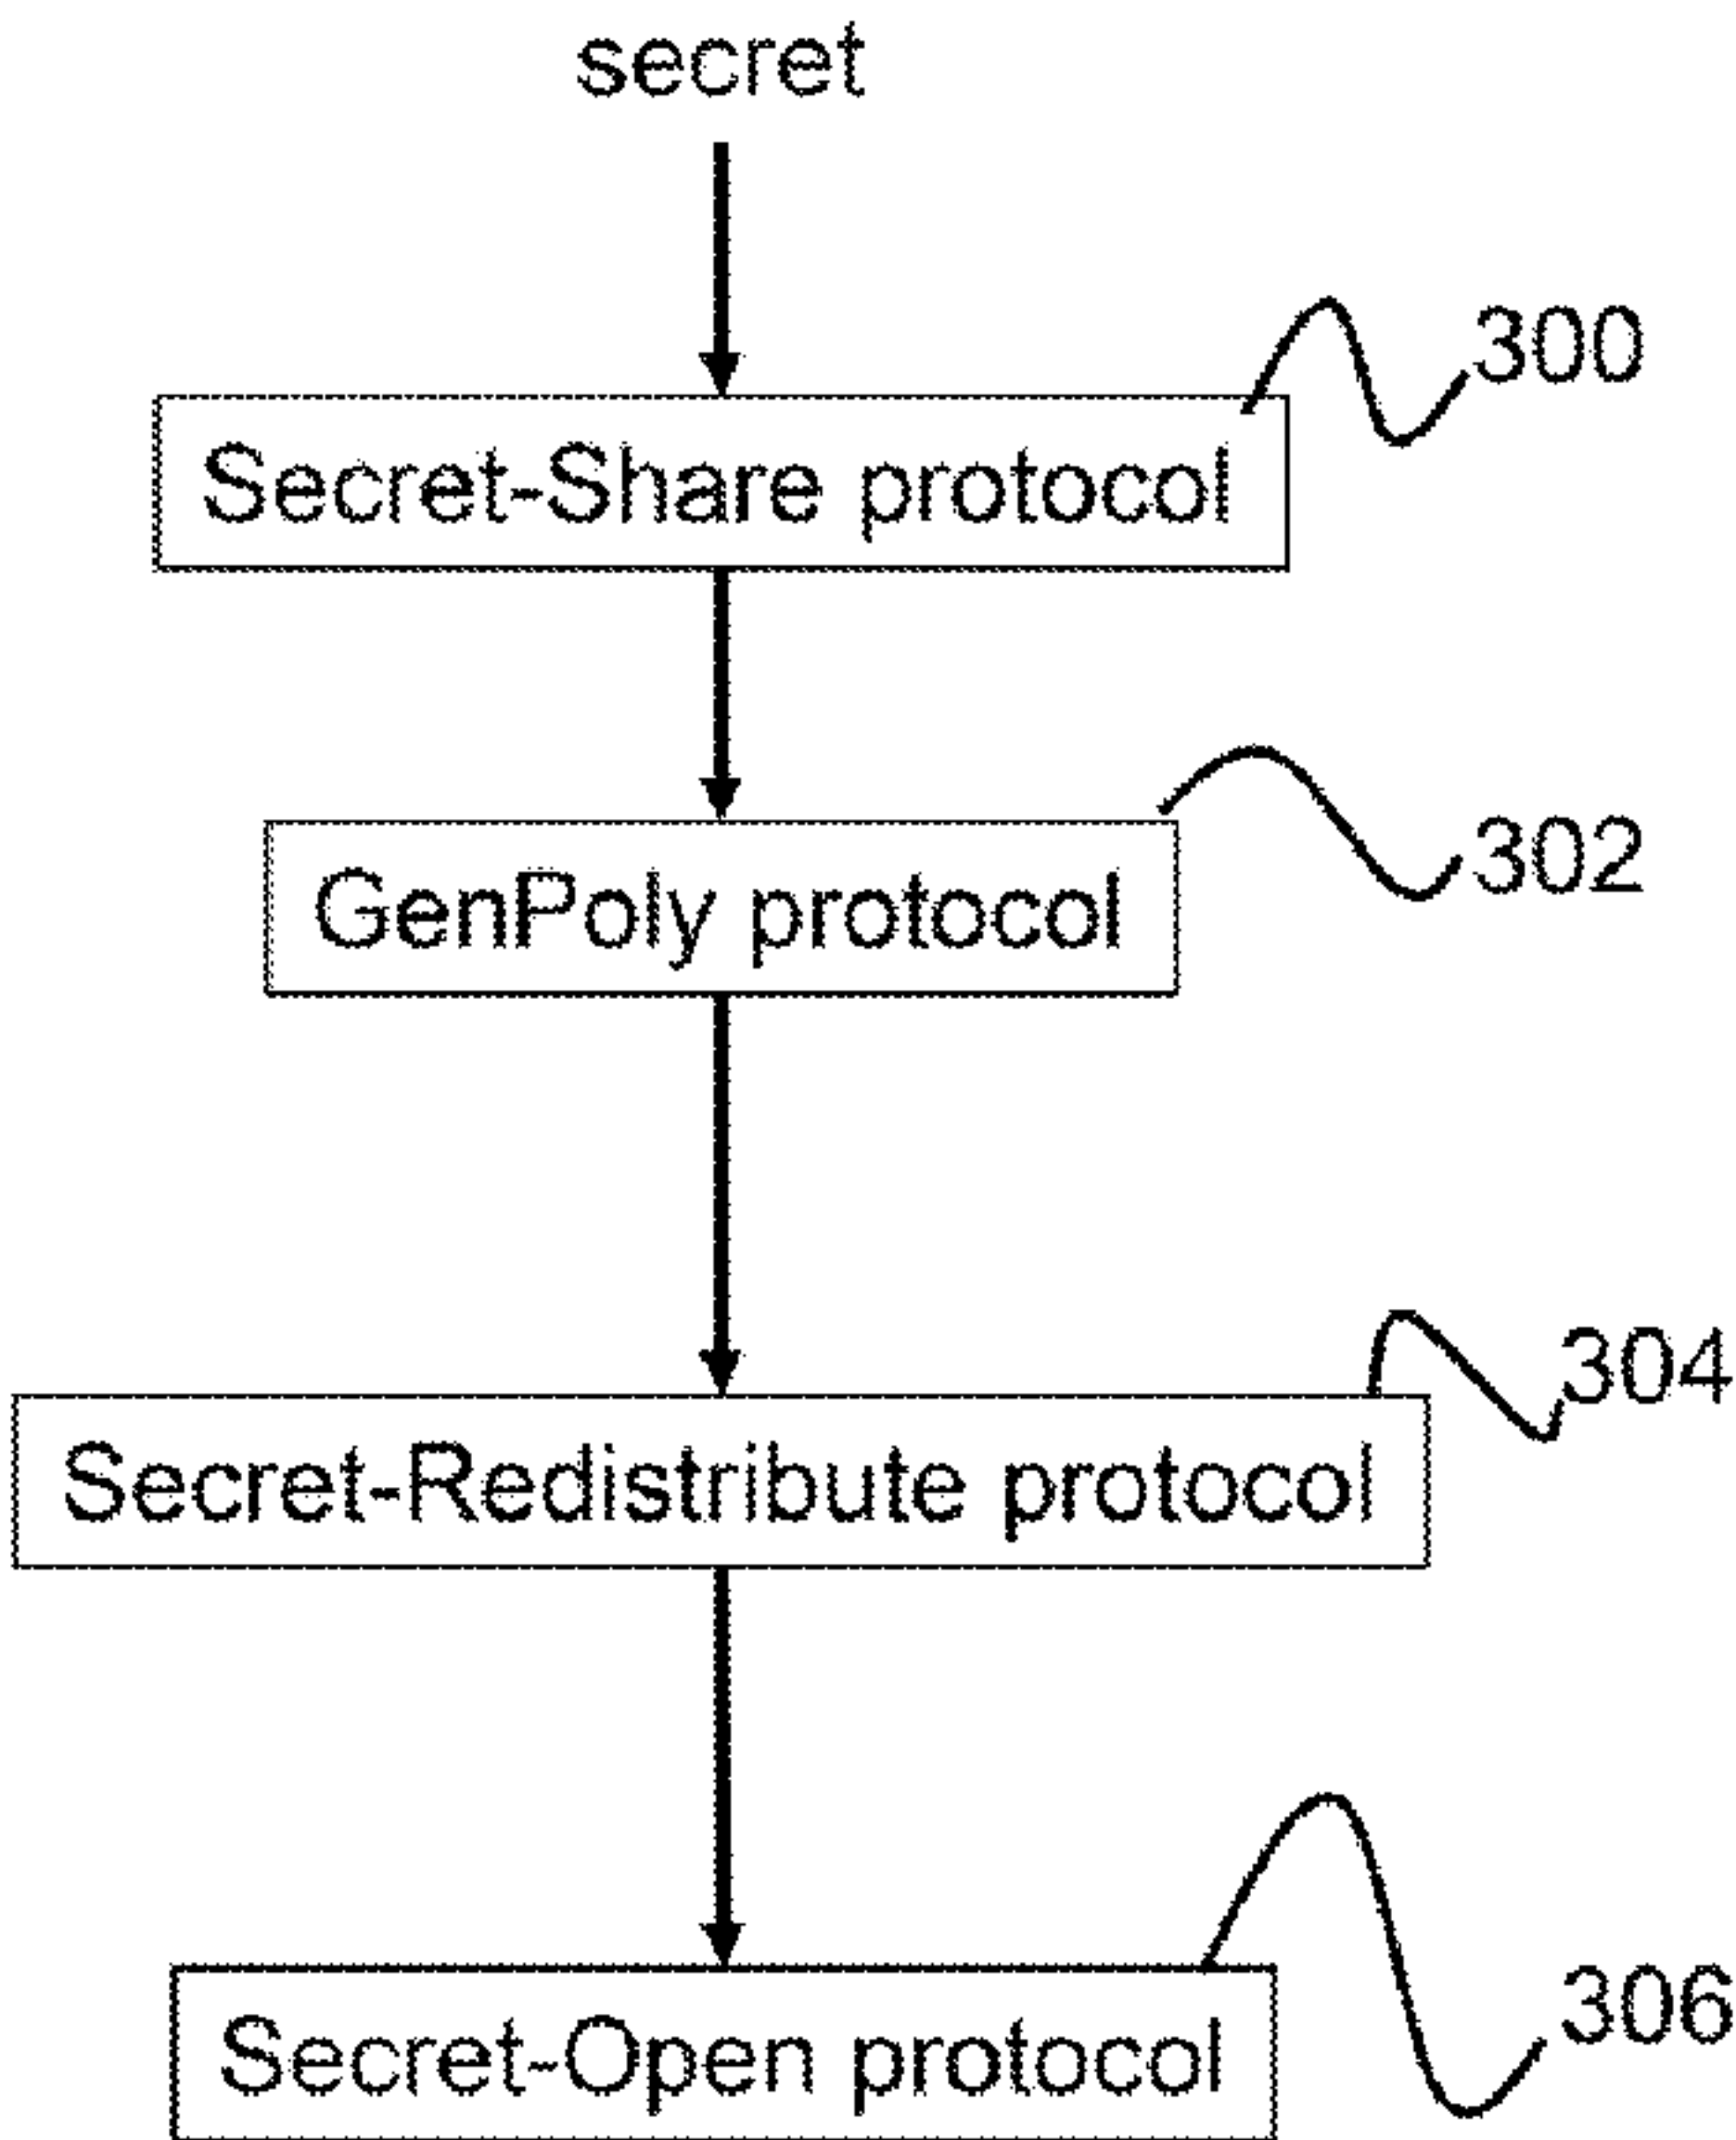 secret
300
Secret-Share protocol
302
GenPoly protocol
304
Secret-Redistribute protocol
306
Secret-Open protocol